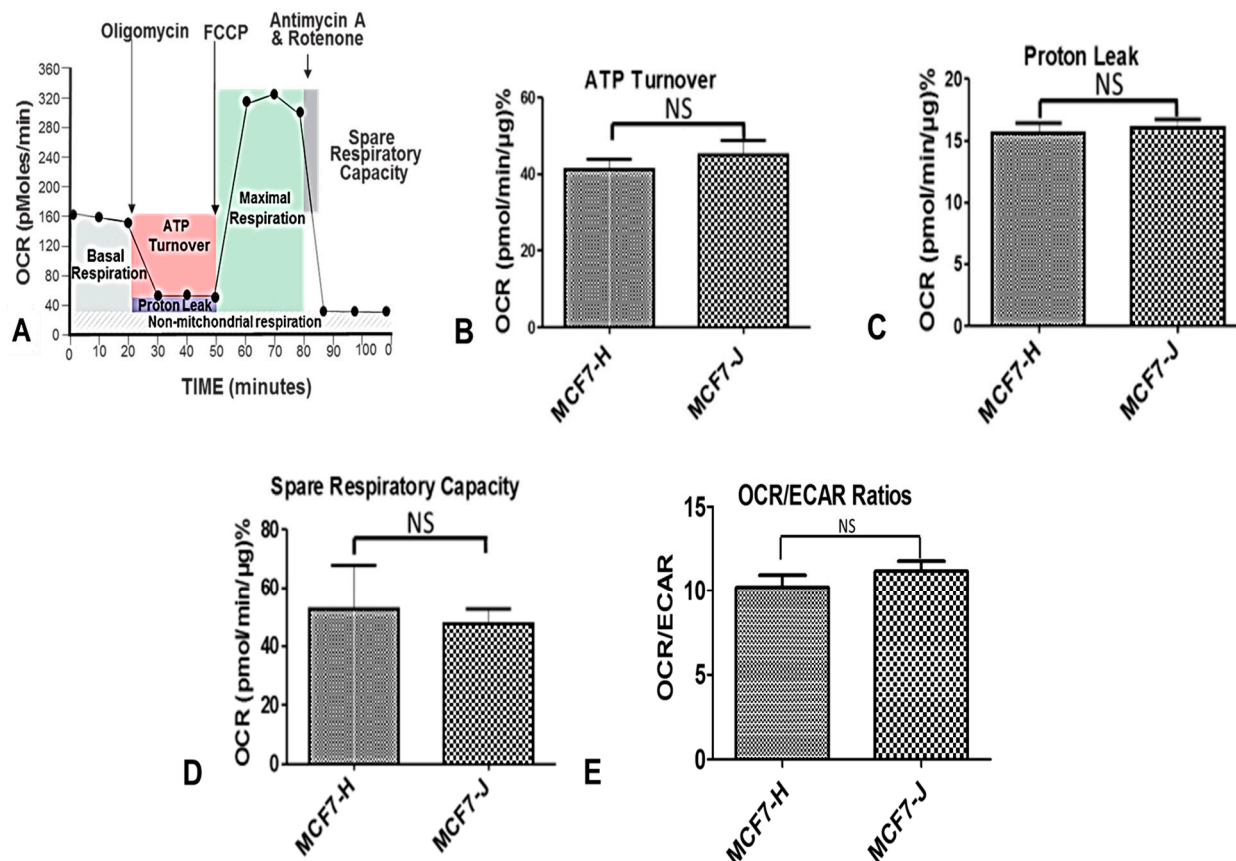 Oligomycin
FCCP
Antimycin A
& Rotenone
OCR (pMoles/min)
360
320
280
240
200
160
120
80
40
0
Basal
Respiration
ATP
Turnover
Proton Leak
Non-mitchondrial respiration
Maximal
Respiration
Spare
Respiratory
Capacity
0 10 20 30 40 50 60 70 80 90 100 0
TIME (minutes)
A
ATP Turnover
NS
OCR (pmol/min/µg)%
60
40
20
0
MCF7-H
MCF7-J
B
Proton Leak
NS
OCR (pmol/min/µg)%
20
15
10
5
0
MCF7-H
MCF7-J
C
Spare Respiratory Capacity
NS
OCR (pmol/min/µg)%
80
60
40
20
0
MCF7-H
MCF7-J
D
OCR/ECAR Ratios
NS
OCR/ECAR
15
10
5
0
MCF7-H
MCF7-J
E